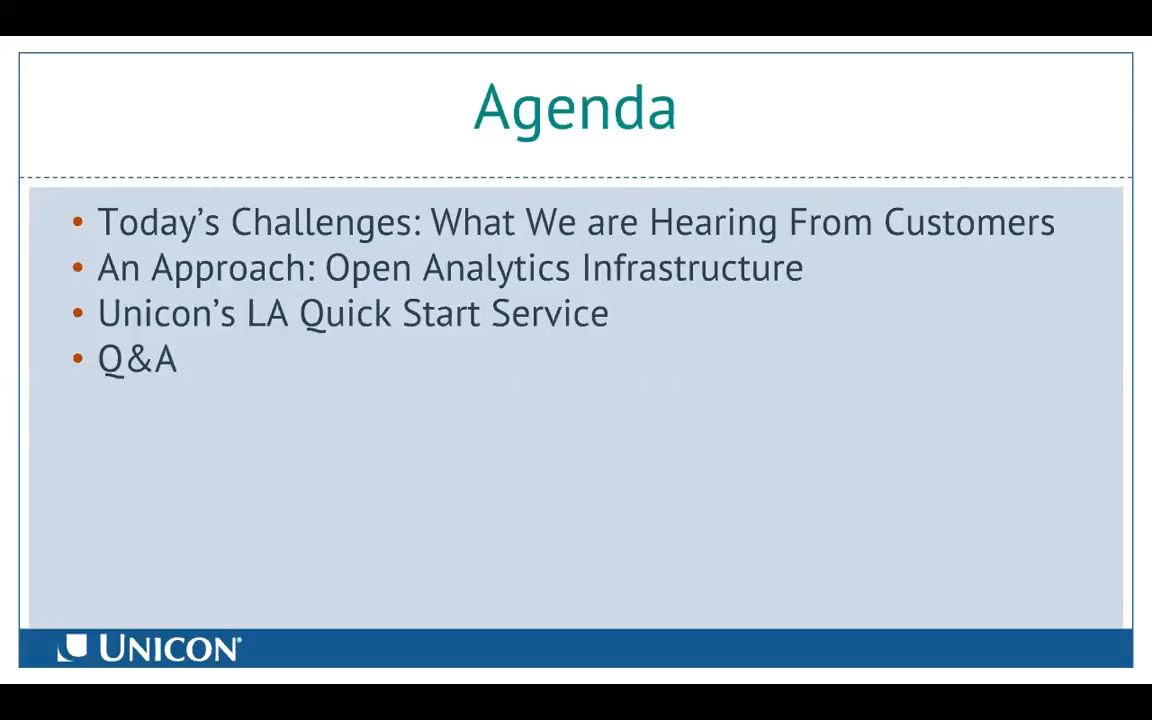 Agenda
• Today’s Challenges: What We are Hearing From Customers
• An Approach: Open Analytics Infrastructure
• Unicon’s LA Quick Start Service
• Q&A
UNICON®